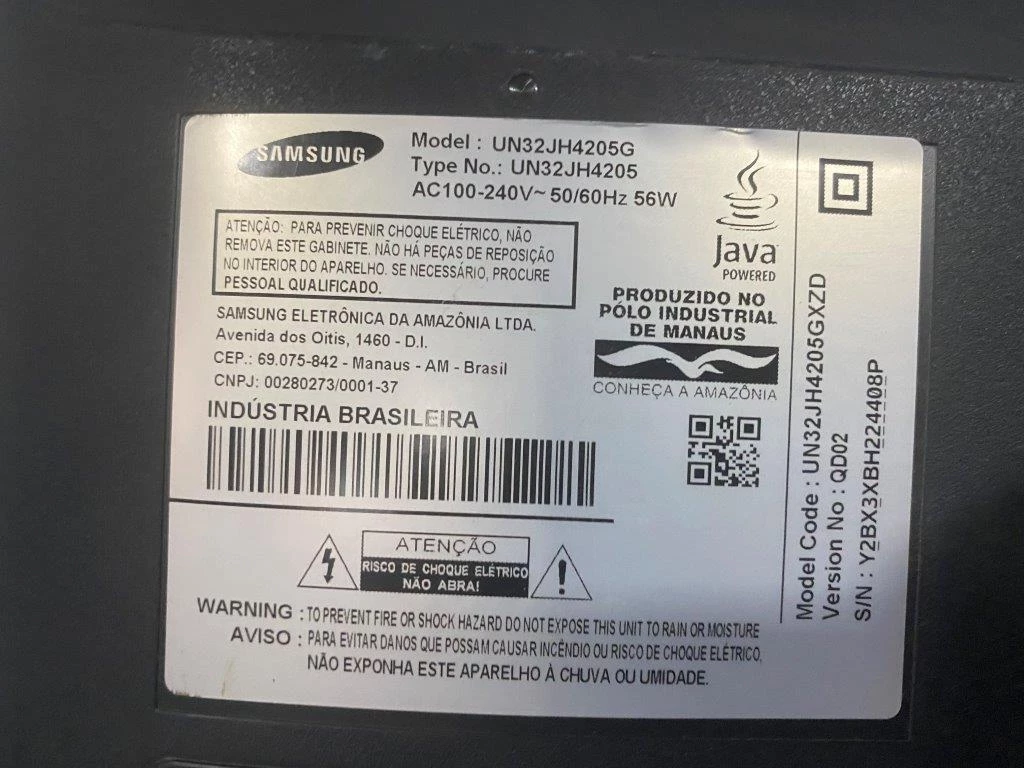 SAMSUNG
Model : UN32JH4205G
Type No.: UN32JH4205
AC100-240V~ 50/60Hz 56W
ATENÇÃO: PARA PREVENIR CHOQUE ELÉTRICO, NÃO
REMOVA ESTE GABINETE. NÃO HÁ PEÇAS DE REPOSIÇÃO
NO INTERIOR DO APARELHO. SE NECESSÁRIO, PROCURE
PESSOAL QUALIFICADO.
SAMSUNG ELETRÔNICA DA AMAZÔNIA LTDA.
Avenida dos Oitis, 1460 - D.I.
CEP.: 69.075-842 - Manaus - AM - Brasil
CNPJ: 00280273/0001-37
INDÚSTRIA BRASILEIRA
Java
POWERED
PRODUZIDO NO
PÓLO INDUSTRIAL
DE MANAUS
CONHEÇA A AMAZÔNIA
ATENÇÃO
RISCO DE CHOQUE ELÉTRICO
NÃO ABRA!
WARNING : TO PREVENT FIRE OR SHOCK HAZARD DO NOT EXPOSE THIS UNIT TO RAIN OR MOISTURE
AVISO : PARA EVITAR DANOS QUE POSSAM CAUSAR INCÊNDIO OU RISCO DE CHOQUE ELÉTRICO,
NÃO EXPONHA ESTE APARELHO À CHUVA OU UMIDADE.
Model Code : UN32JH4205GXZD
Version No : QD02
S/N : Y2BX3XBH224408P